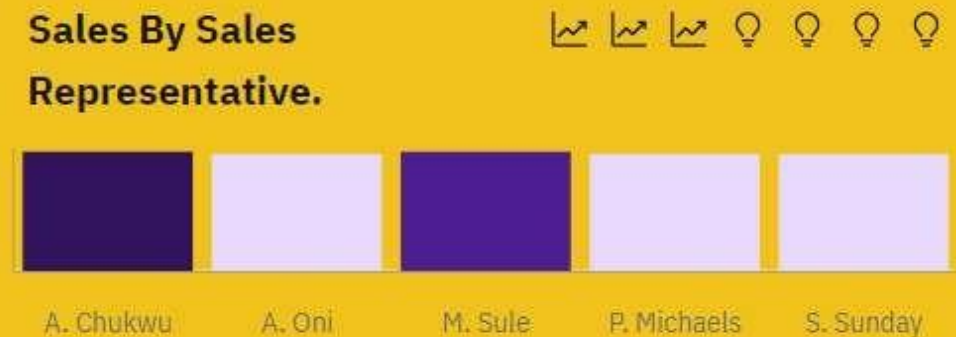 Sales By Sales
Representative.
A. Chukwu A. Oni M. Sule P. Michaels S. Sunday